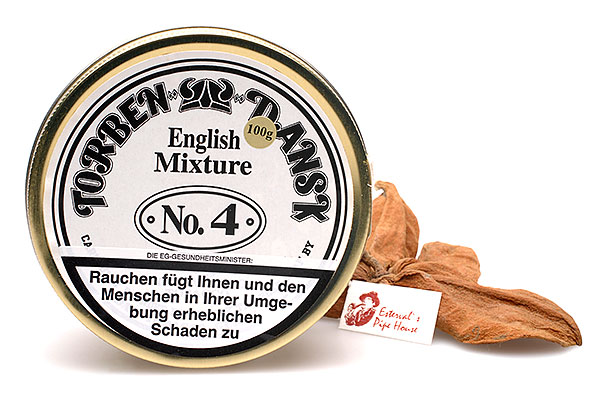 TORBEN DANSK
100g
English
Mixture
No. 4
BY
DIE EG-GESUNDHEITSMINISTER:
Rauchen fügt Ihnen und den
Menschen in Ihrer Umge-
bung erheblichen
Schaden zu
Esterval's
Pipe House